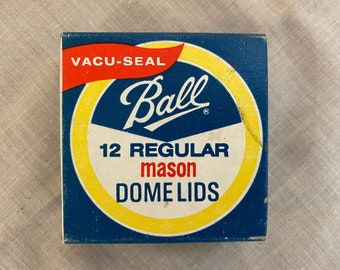 VACU-SEAL
Ball®
12 REGULAR
mason
DOME LIDS